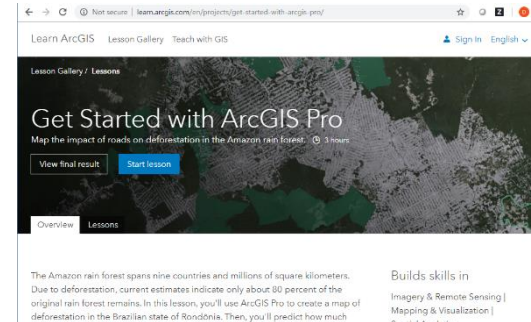 Not secure | learn.arcgis.com/en/projects/get-started-with-arcgis-pro/
Learn ArcGIS Lesson Gallery Teach with GIS Sign In English
Lesson Gallery / Lessons
Get Started with ArcGIS Pro
Map the impact of roads on deforestation in the Amazon rain forest. 3 hours
View final result Start lesson
Overview Lessons
The Amazon rain forest spans nine countries and millions of square kilometers.
Due to deforestation, current estimates indicate only about 80 percent of the
original rain forest remains. In this lesson, you'll use ArcGIS Pro to create a map of
deforestation in the Brazilian state of Rondônia. Then, you'll predict how much
Builds skills in
Imagery & Remote Sensing |
Mapping & Visualization |